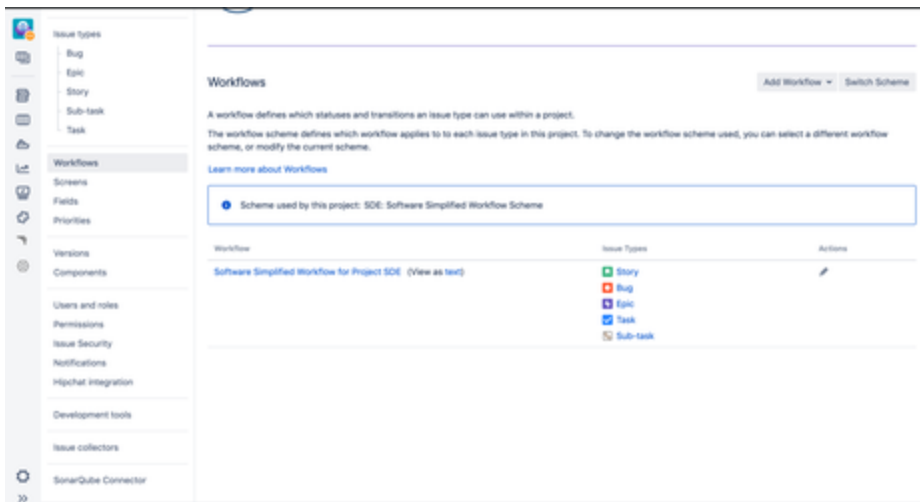 Issue types
Bug
Epic
Story
Sub-task
Task
Workflows
Screens
Fields
Priorities
Versions
Components
Users and roles
Permissions
Issue Security
Notifications
Hipchat integration
Development tools
Issue collectors
SonarQube Connector
Workflows
Add Workflow
Switch Scheme
A workflow defines which statuses and transitions an issue type can use within a project.
The workflow scheme defines which workflow applies to to each issue type in this project. To change the workflow scheme used, you can select a different workflow
scheme, or modify the current scheme.
Learn more about Workflows
Scheme used by this project: SDE: Software Simplified Workflow Scheme
Workflow Issue Types Actions
Software Simplified Workflow for Project SDE (View as text) Story
Bug
Epic
Task
Sub-task